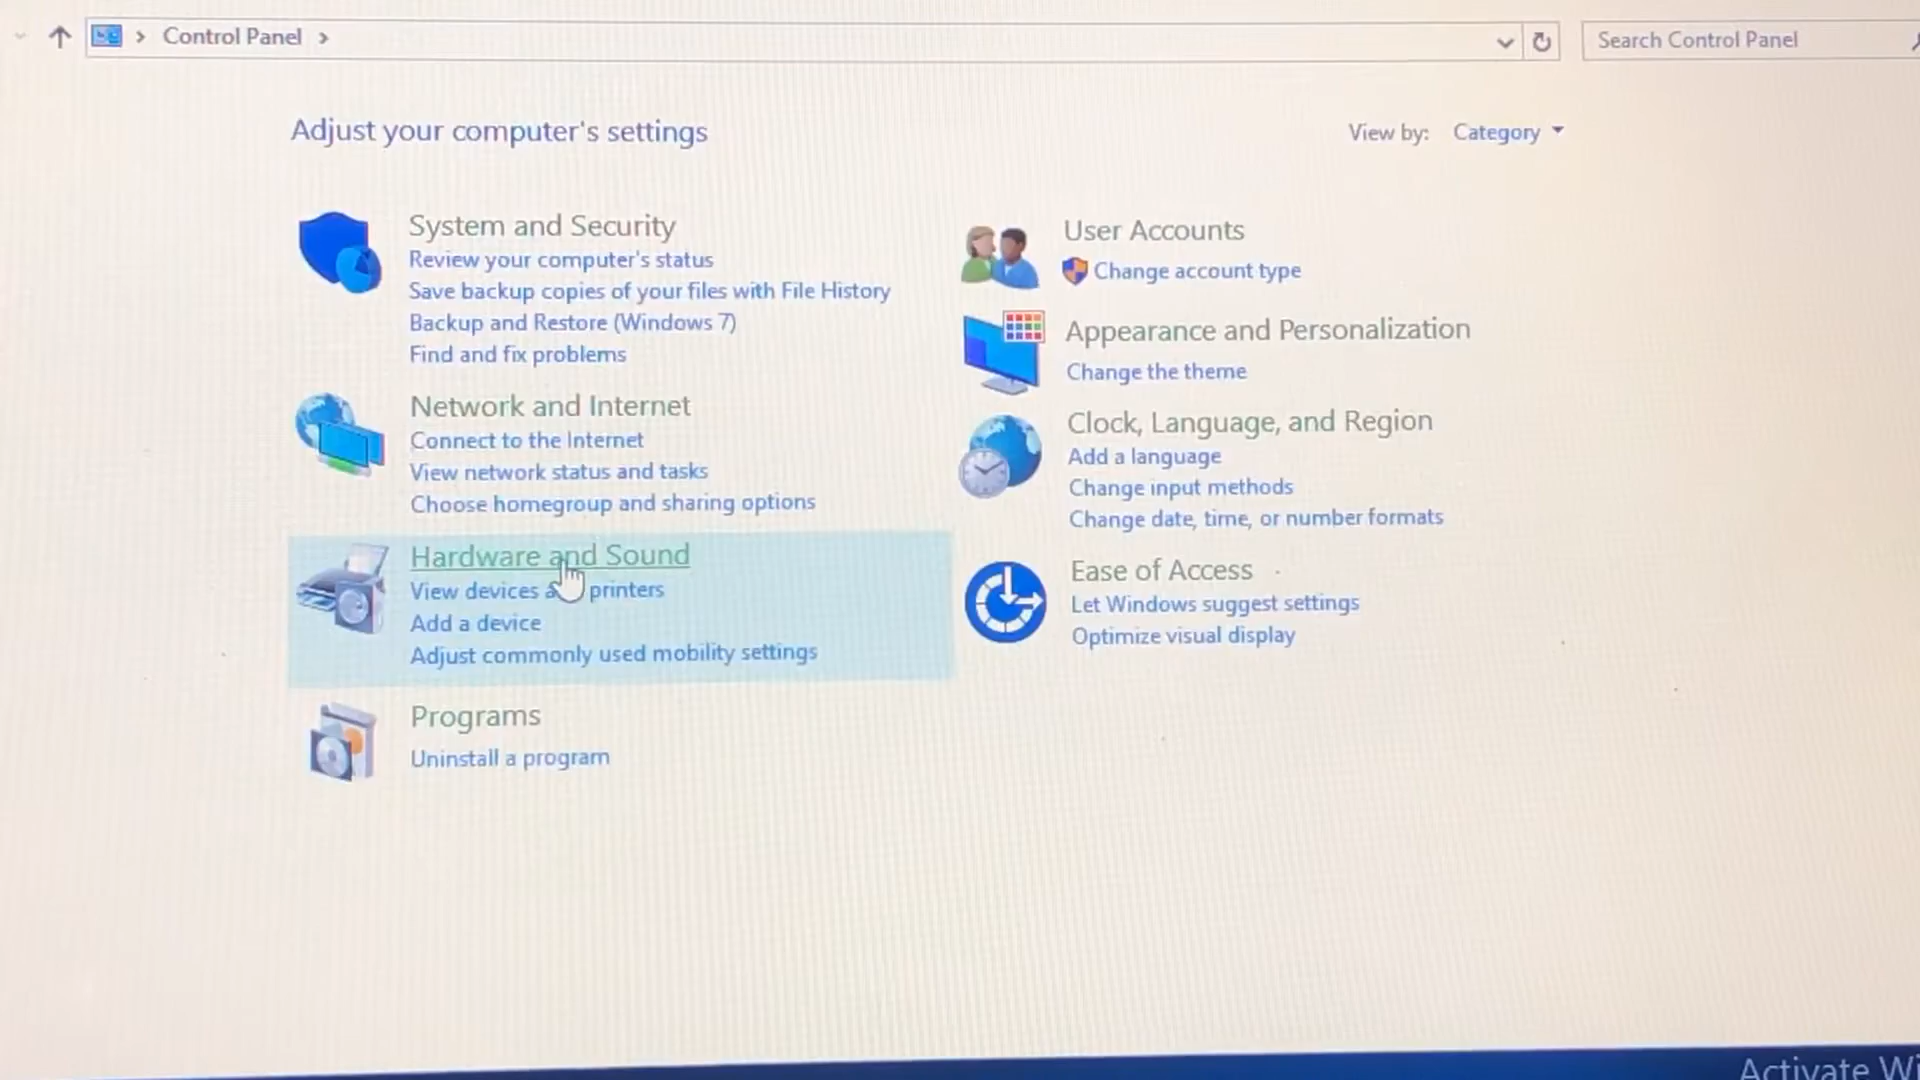 Control Panel
Search Control Panel
Adjust your computer's settings
View by: Category
System and Security
Review your computer's status
Save backup copies of your files with File History
Backup and Restore (Windows 7)
Find and fix problems
Network and Internet
Connect to the Internet
View network status and tasks
Choose homegroup and sharing options
Hardware and Sound
View devices a printers
Add a device
Adjust commonly used mobility settings
Programs
Uninstall a program
User Accounts
Change account type
Appearance and Personalization
Change the theme
Clock, Language, and Region
Add a language
Change input methods
Change date, time, or number formats
Ease of Access
Let Windows suggest settings
Optimize visual display
Activate Wi